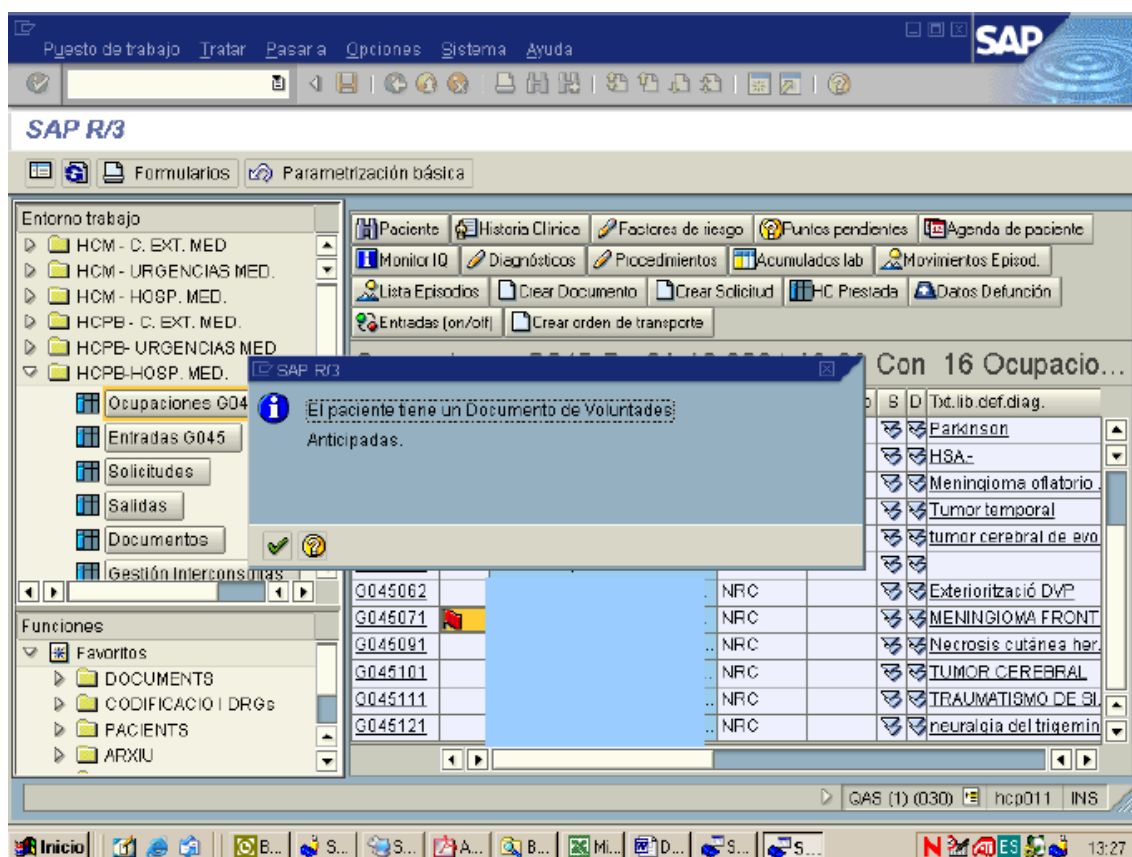 Puesto de trabajo Tratar Pasar a Opciones Sistema Ayuda
SAP
SAP R/3
Formularios Parametrización básica
Entorno trabajo
HCM - C. EXT. MED
HCM - URGENCIAS MED.
HCM - HOSP. MED.
HCPB - C. EXT. MED.
HCPB- URGENCIAS MED
HCPB-HOSP. MED.
Ocupaciones G04
Entradas G045
Solicitudes
Salidas
Documentos
Gestión Interconsultas
Funciones
Favoritos
DOCUMENTS
CODIFICACIO I DRGs
PACIENTS
ARXIU
Paciente Historia Clínica Factores de riesgo Puntos pendientes Agenda de paciente
Monitor IQ Diagnósticos Procedimientos Acumulados lab Movimientos Episod.
Lista Episodios Crear Documento Crear Solicitud HC Prestada Datos Defunción
Entradas (on/off) Crear orden de transporte
Con 16 Ocupacio...
SAP R/3
El paciente tiene un Documento de Voluntades
Anticipadas.
S D Txt.lib.def.diag.
Parkinson
HSA.-
Meningioma olfatorio .
Tumor temporal
tumor cerebral de evo
G045062 NRC Exteriorització DVP
G045071 NRC MENINGIOMA FRONT
G045091 .. NRC Necrosis cutánea her.
G045101 . NRC TUMOR CEREBRAL
G045111 ... NRC TRAUMATISMO DE SI.
G045121 .. NRC neuralgia del trigemin
QAS (1) (030) hcp011 INS
Inicio B... S... S... A... B... Mi... D... S... S... N ES 13:27